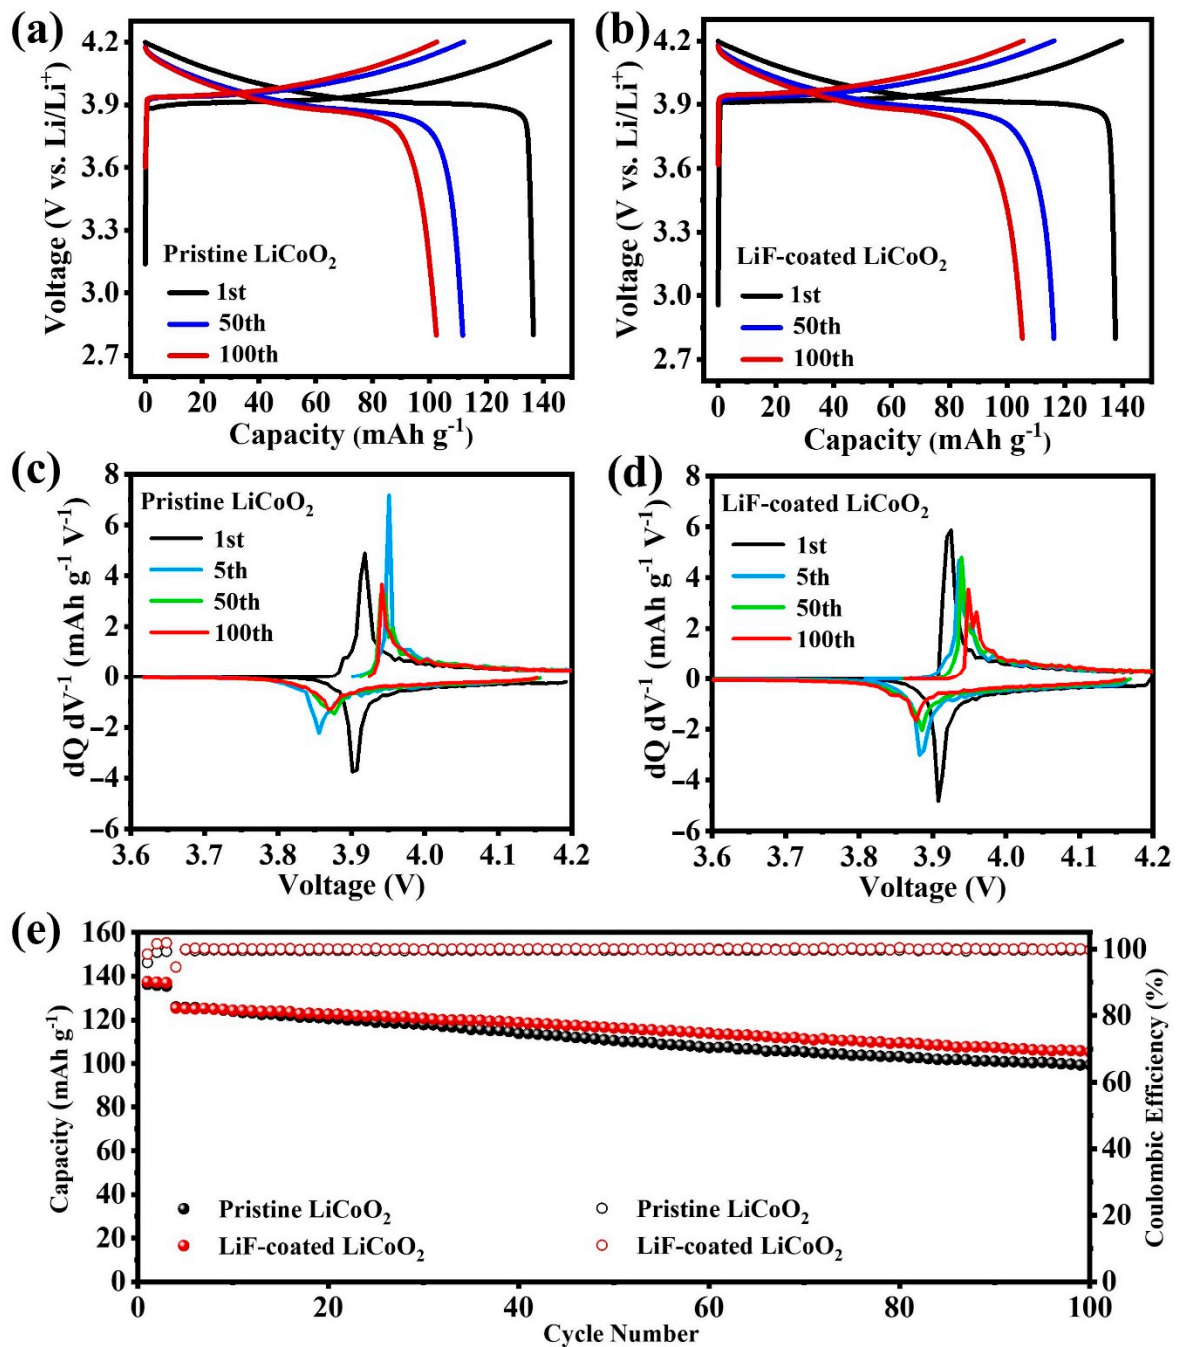 (a)
4.2
3.9
3.6
3.3
3.0
2.7
Voltage (V vs. Li/Li⁺)
Pristine LiCoO₂
1st
50th
100th
0 20 40 60 80 100 120 140
Capacity (mAh g⁻¹)
(b)
4.2
3.9
3.6
3.3
3.0
2.7
Voltage (V vs. Li/Li⁺)
LiF-coated LiCoO₂
1st
50th
100th
0 20 40 60 80 100 120 140
Capacity (mAh g⁻¹)
(c)
8
6
4
2
0
−2
−4
−6
dQ dV⁻¹ (mAh g⁻¹ V⁻¹)
Pristine LiCoO₂
1st
5th
50th
100th
3.6 3.7 3.8 3.9 4.0 4.1 4.2
Voltage (V)
(d)
8
6
4
2
0
−2
−4
−6
dQ dV⁻¹ (mAh g⁻¹ V⁻¹)
LiF-coated LiCoO₂
1st
5th
50th
100th
3.6 3.7 3.8 3.9 4.0 4.1 4.2
Voltage (V)
(e)
160
140
120
100
80
60
40
20
0
Capacity (mAh g⁻¹)
Pristine LiCoO₂
LiF-coated LiCoO₂
Pristine LiCoO₂
LiF-coated LiCoO₂
100
80
60
40
20
0
Coulombic Efficiency (%)
0 20 40 60 80 100
Cycle Number